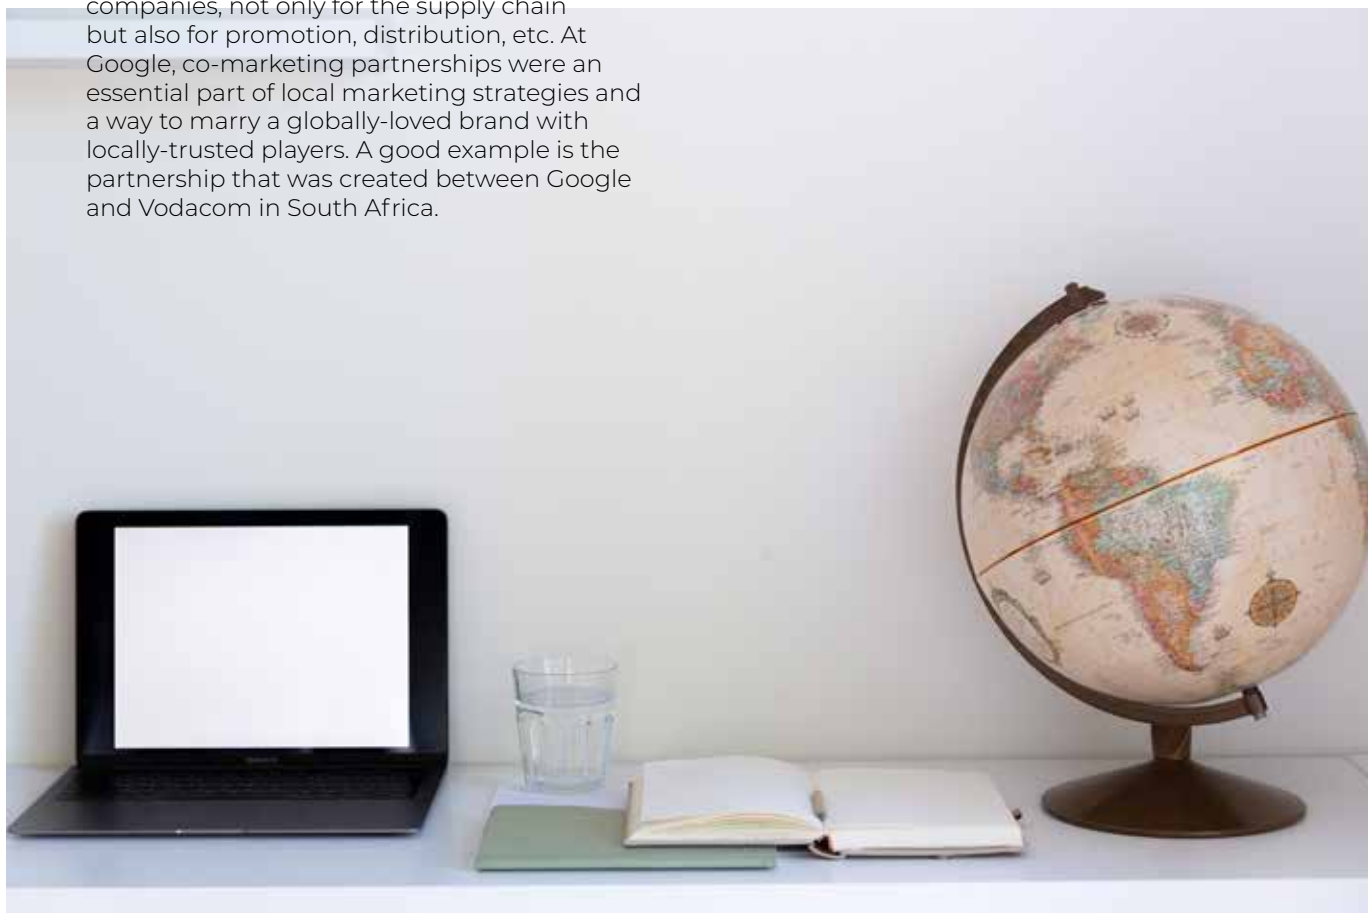 companies, not only for the supply chain
but also for promotion, distribution, etc. At
Google, co-marketing partnerships were an
essential part of local marketing strategies and
a way to marry a globally-loved brand with
locally-trusted players. A good example is the
partnership that was created between Google
and Vodacom in South Africa.